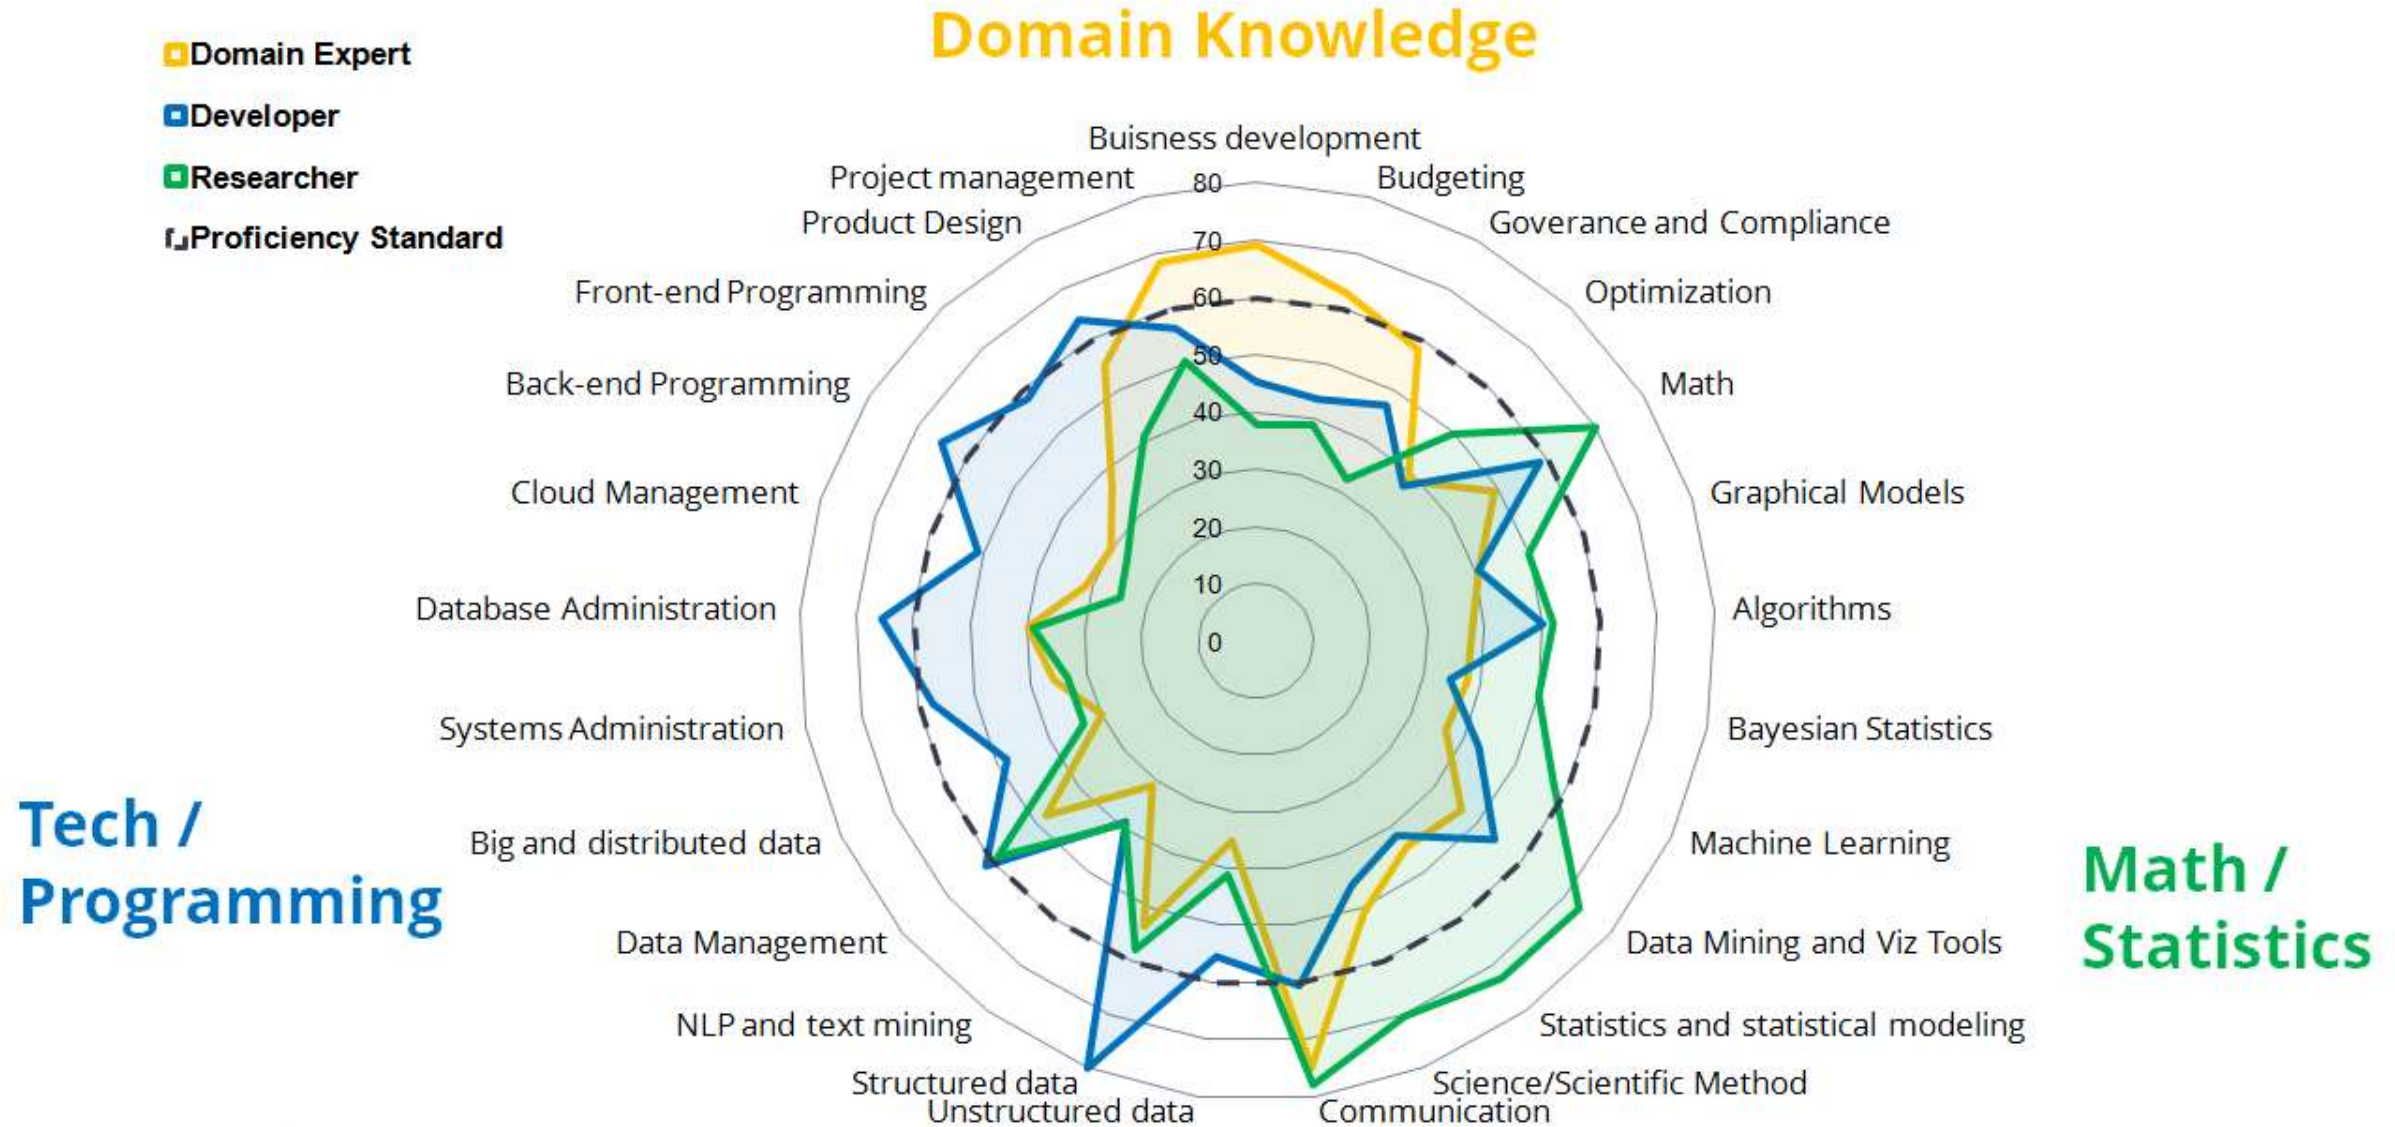 Domain Knowledge
Domain Expert
Developer
Researcher
Proficiency Standard
Buisness development
Project management
Budgeting
Product Design
Goverance and Compliance
Front-end Programming
Optimization
Back-end Programming
Math
Cloud Management
Graphical Models
Database Administration
Algorithms
Systems Administration
Bayesian Statistics
Big and distributed data
Machine Learning
Data Management
Data Mining and Viz Tools
NLP and text mining
Statistics and statistical modeling
Structured data
Science/Scientific Method
Unstructured data
Communication
80
70
60
50
40
30
20
10
0
Tech /
Programming
Math /
Statistics